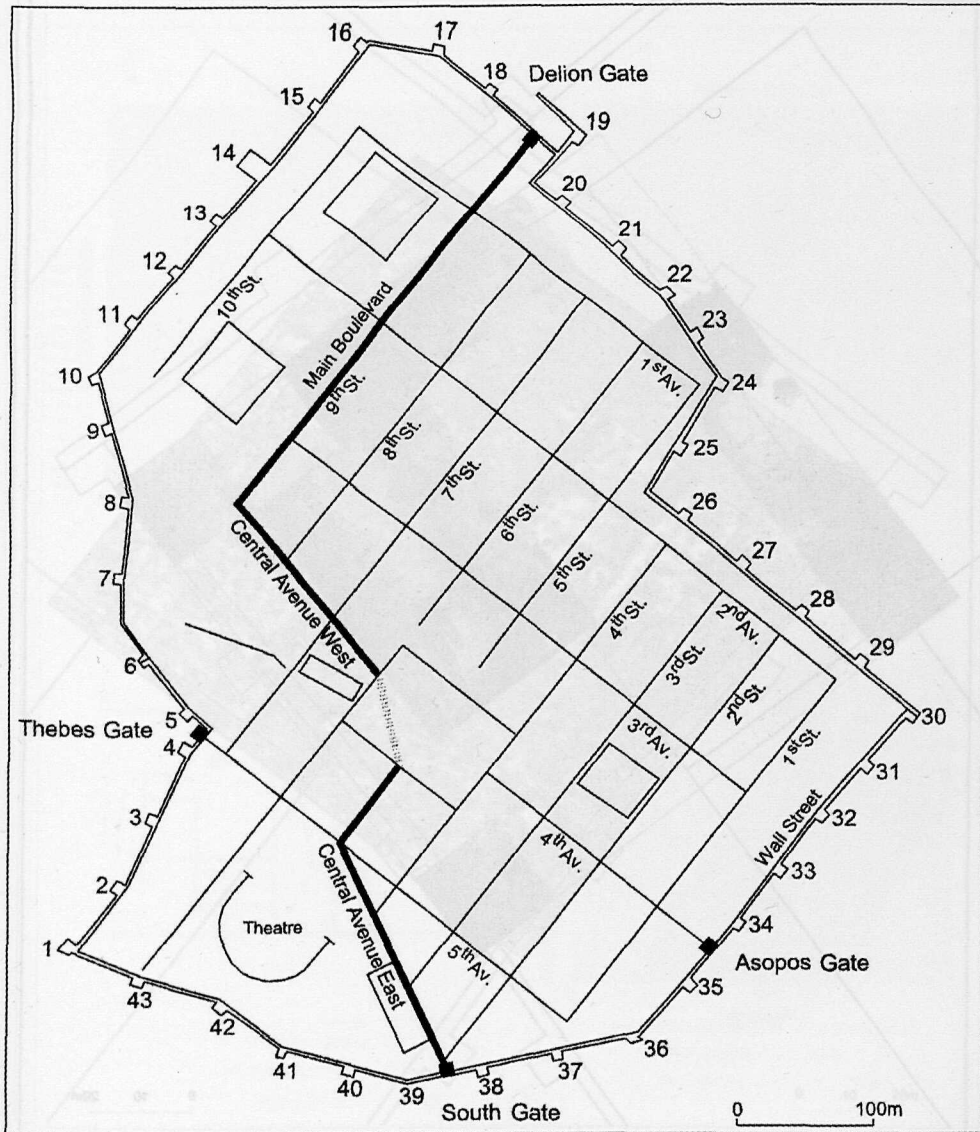 16
17
18
Delion Gate
15
19
14
20
13
21
12
22
10th St.
11
Main Boulevard
23
10
9th St.
1st Av.
24
9
8th St.
25
7th St.
8
26
6th St.
Central Avenue West
27
7
5th St.
28
4th St.
2nd Av.
29
6
3rd St.
2nd St.
30
5
Thebes Gate
3rd Av.
1st St.
4
31
3
Wall Street
32
4th Av.
33
2
Central Avenue East
34
Theatre
1
Asopos Gate
5th Av.
43
35
42
36
41
40
39
38
37
South Gate
0 100m